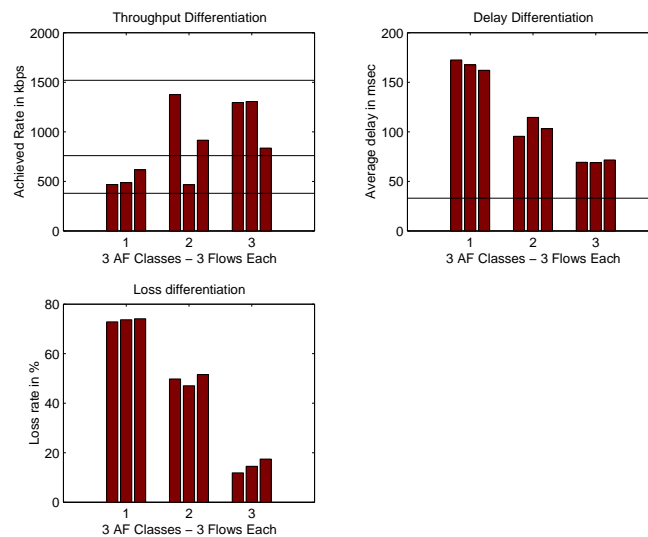 Throughput Differentiation
2000
1500
1000
500
0
Achieved Rate in kbps
1 2 3
3 AF Classes − 3 Flows Each
Delay Differentiation
200
150
100
50
0
Average delay in msec
1 2 3
3 AF Classes − 3 Flows Each
Loss differentiation
80
60
40
20
0
Loss rate in %
1 2 3
3 AF Classes − 3 Flows Each